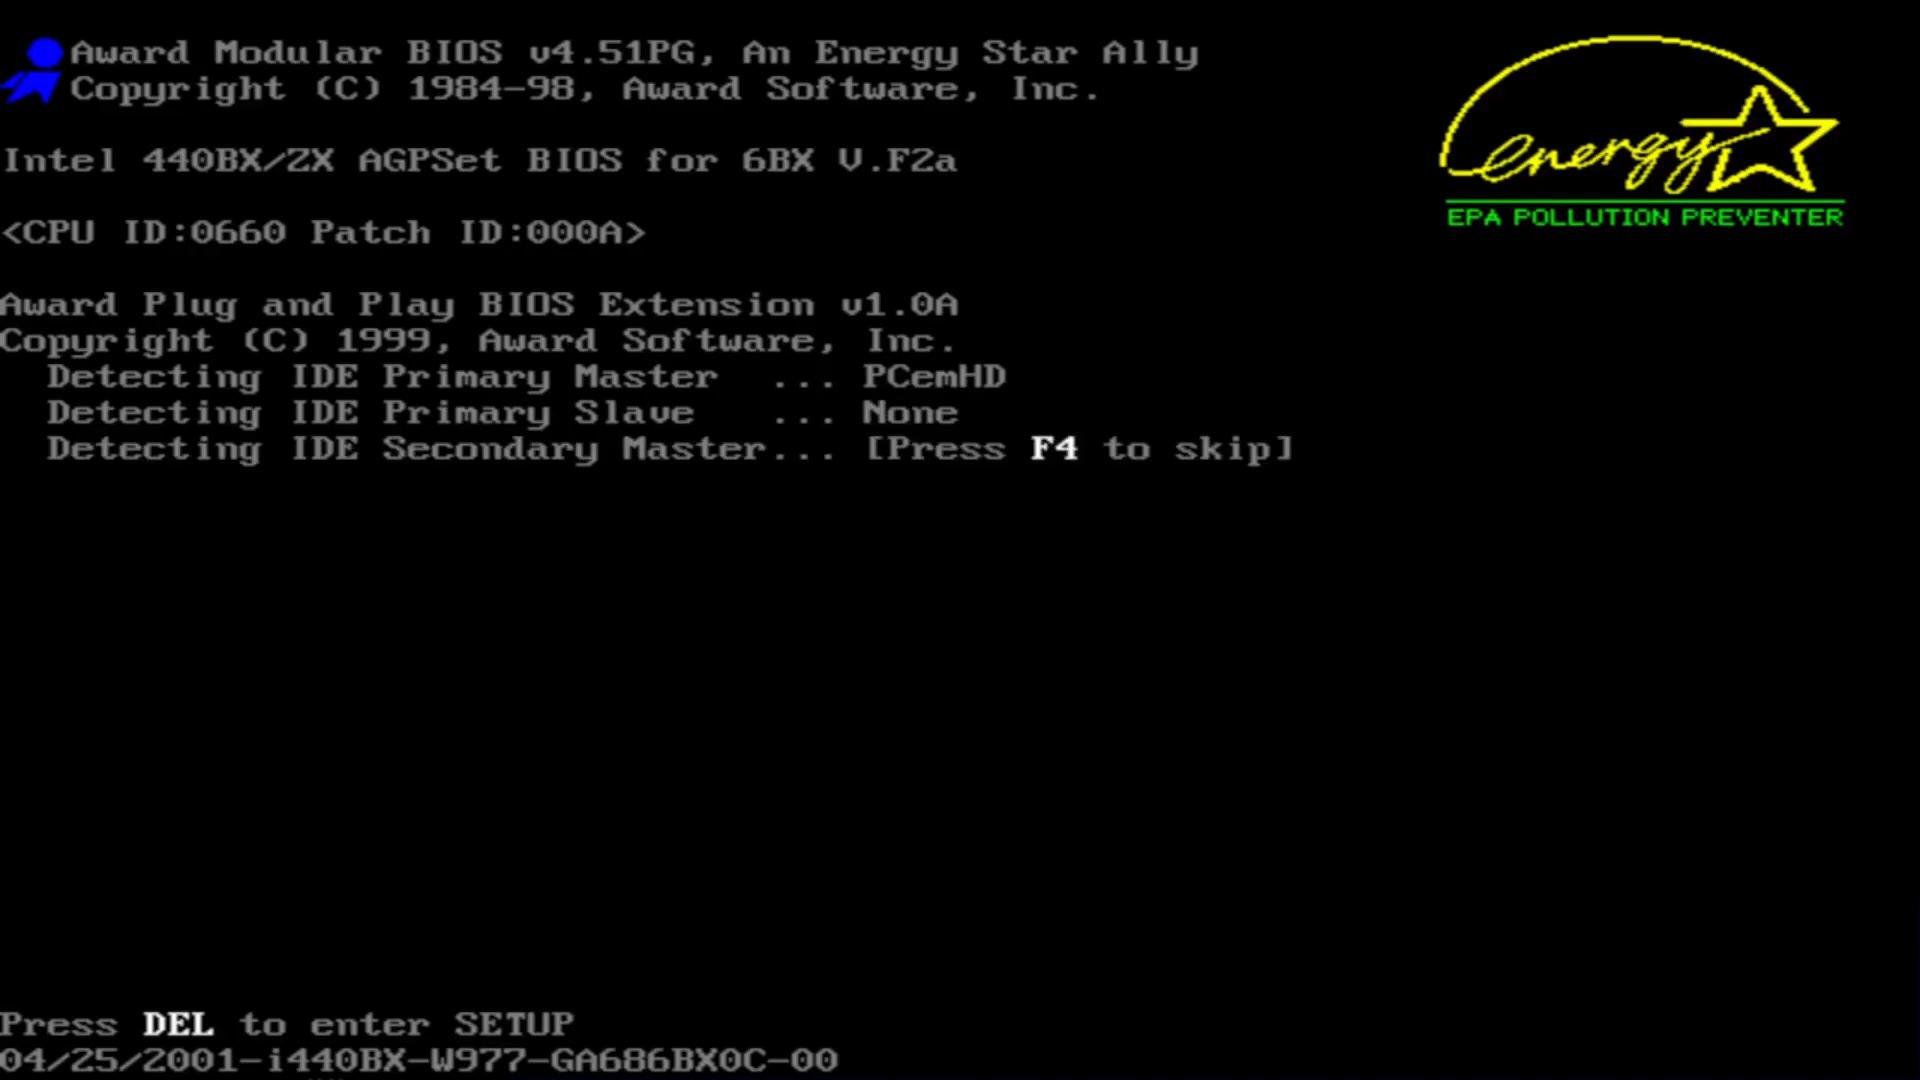 Award Modular BIOS v4.51PG, An Energy Star Ally
Copyright (C) 1984-98, Award Software, Inc.
energy
EPA POLLUTION PREVENTER
Intel 440BX/ZX AGPSet BIOS for 6BX V.F2a
<CPU ID:0660 Patch ID:000A>
Award Plug and Play BIOS Extension v1.0A
Copyright (C) 1999, Award Software, Inc.
Detecting IDE Primary Master ... PCemHD
Detecting IDE Primary Slave ... None
Detecting IDE Secondary Master... [Press F4 to skip]
Press DEL to enter SETUP
04/25/2001-i440BX-W977-GA686BX0C-00